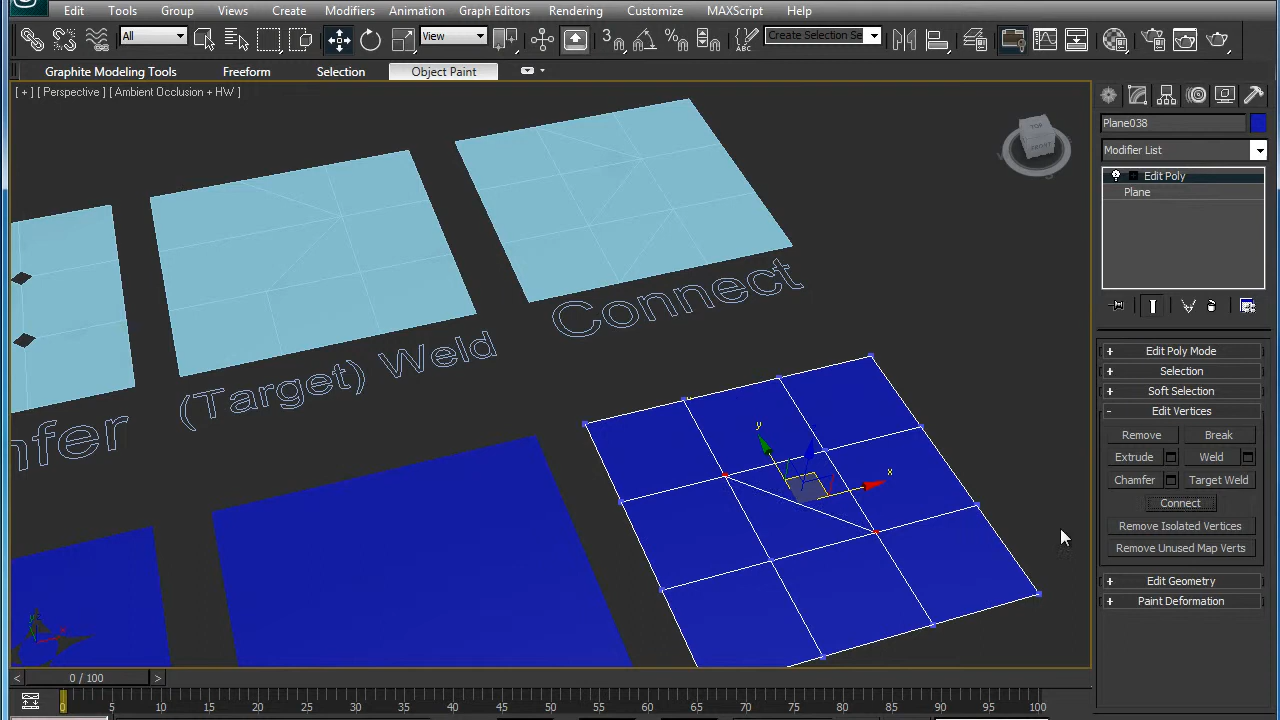 Edit Tools Group Views Create Modifiers Animation Graph Editors Rendering Customize MAXScript Help
All View 3 Create Selection Se
Graphite Modeling Tools Freeform Selection Object Paint
[ + ] [ Perspective ] [ Ambient Occlusion + HW ]
TOP
FRONT
Plane038
Modifier List
Edit Poly
Plane
Connect
(Target) Weld
nfer
y
x
+ Edit Poly Mode
+ Selection
+ Soft Selection
- Edit Vertices
Remove Break
Extrude Weld
Chamfer Target Weld
Connect
Remove Isolated Vertices
Remove Unused Map Verts
+ Edit Geometry
+ Paint Deformation
< 0 / 100 >
0 5 10 15 20 25 30 35 40 45 50 55 60 65 70 75 80 85 90 95 100